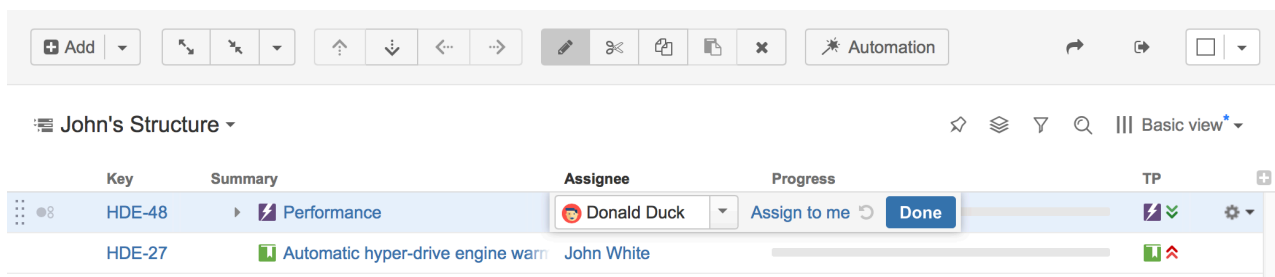 Add Automation
John's Structure Basic view*
Key Summary Assignee Progress TP
HDE-48 Performance Donald Duck Assign to me Done
HDE-27 Automatic hyper-drive engine warm John White